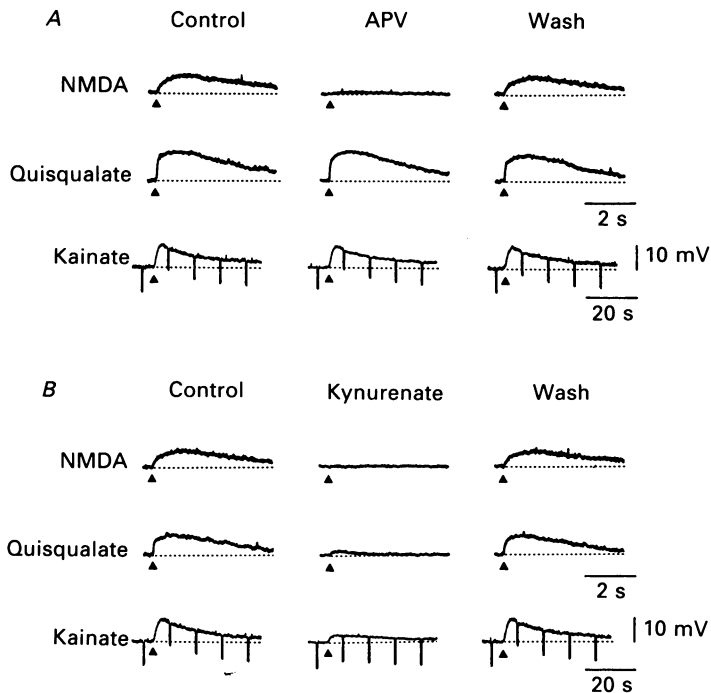 A Control APV Wash
NMDA
Quisqualate
2 s
Kainate 10 mV
20 s
B Control Kynurenate Wash
NMDA
Quisqualate
2 s
Kainate 10 mV
20 s